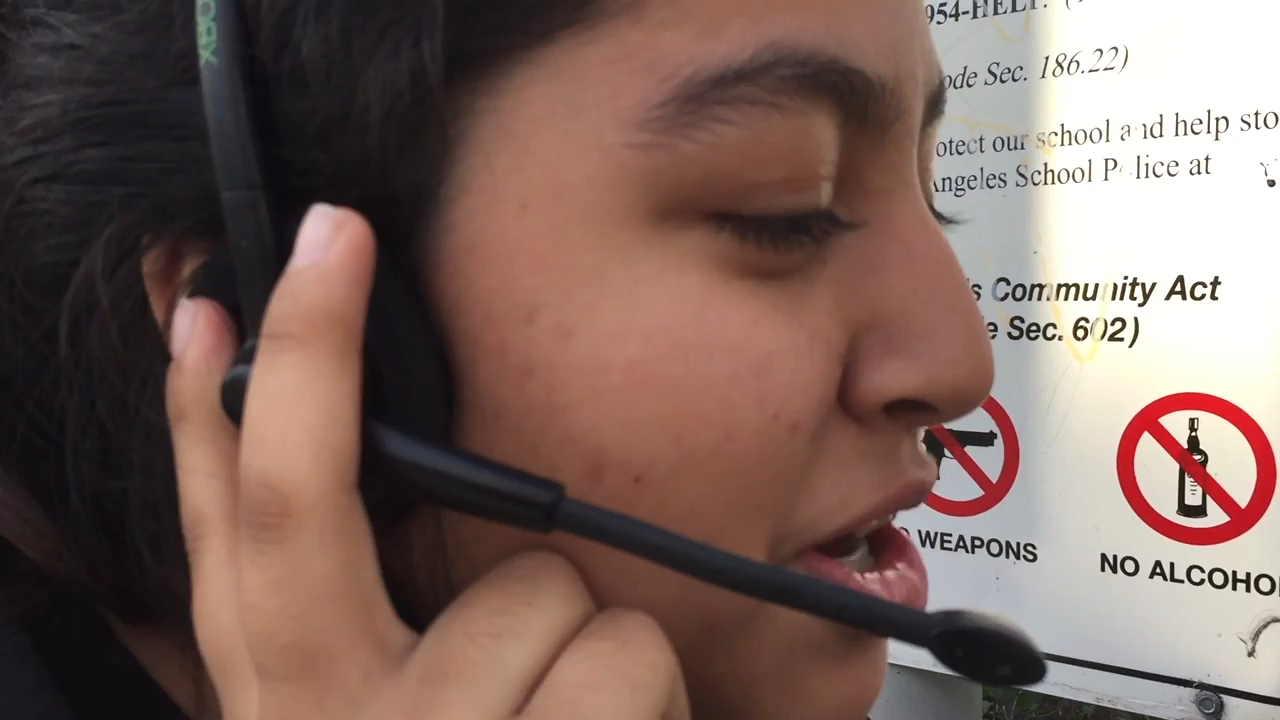 954-HELP. (
ode Sec. 186.22)
otect our school and help sto
Angeles School Police at
s Community Act
e Sec. 602)
WEAPONS
NO ALCOHO